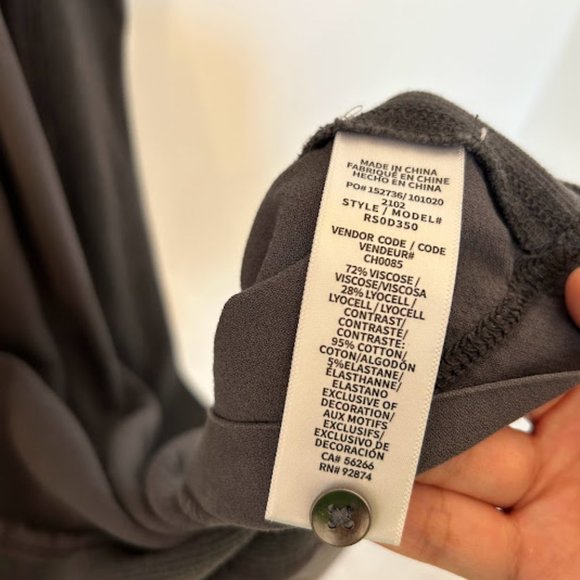 MADE IN CHINA
FABRIQUÉ EN CHINE
HECHO EN CHINA
PO# 152736/ 101020
2102
STYLE / MODEL#
RS0D350
VENDOR CODE / CODE
VENDEUR#
CH0085
72% VISCOSE /
VISCOSE/VISCOSA
28% LYOCELL /
LYOCELL / LYOCELL
CONTRAST/
CONTRASTE/
CONTRASTE:
95% COTTON/
COTON/ALGODÓN
5%ELASTANE/
ÉLASTHANNE/
ELASTANO
EXCLUSIVE OF
DECORATION/
AUX MOTIFS
EXCLUSIFS/
EXCLUSIVO DE
DECORACIÓN
CA# 56266
RN# 92874